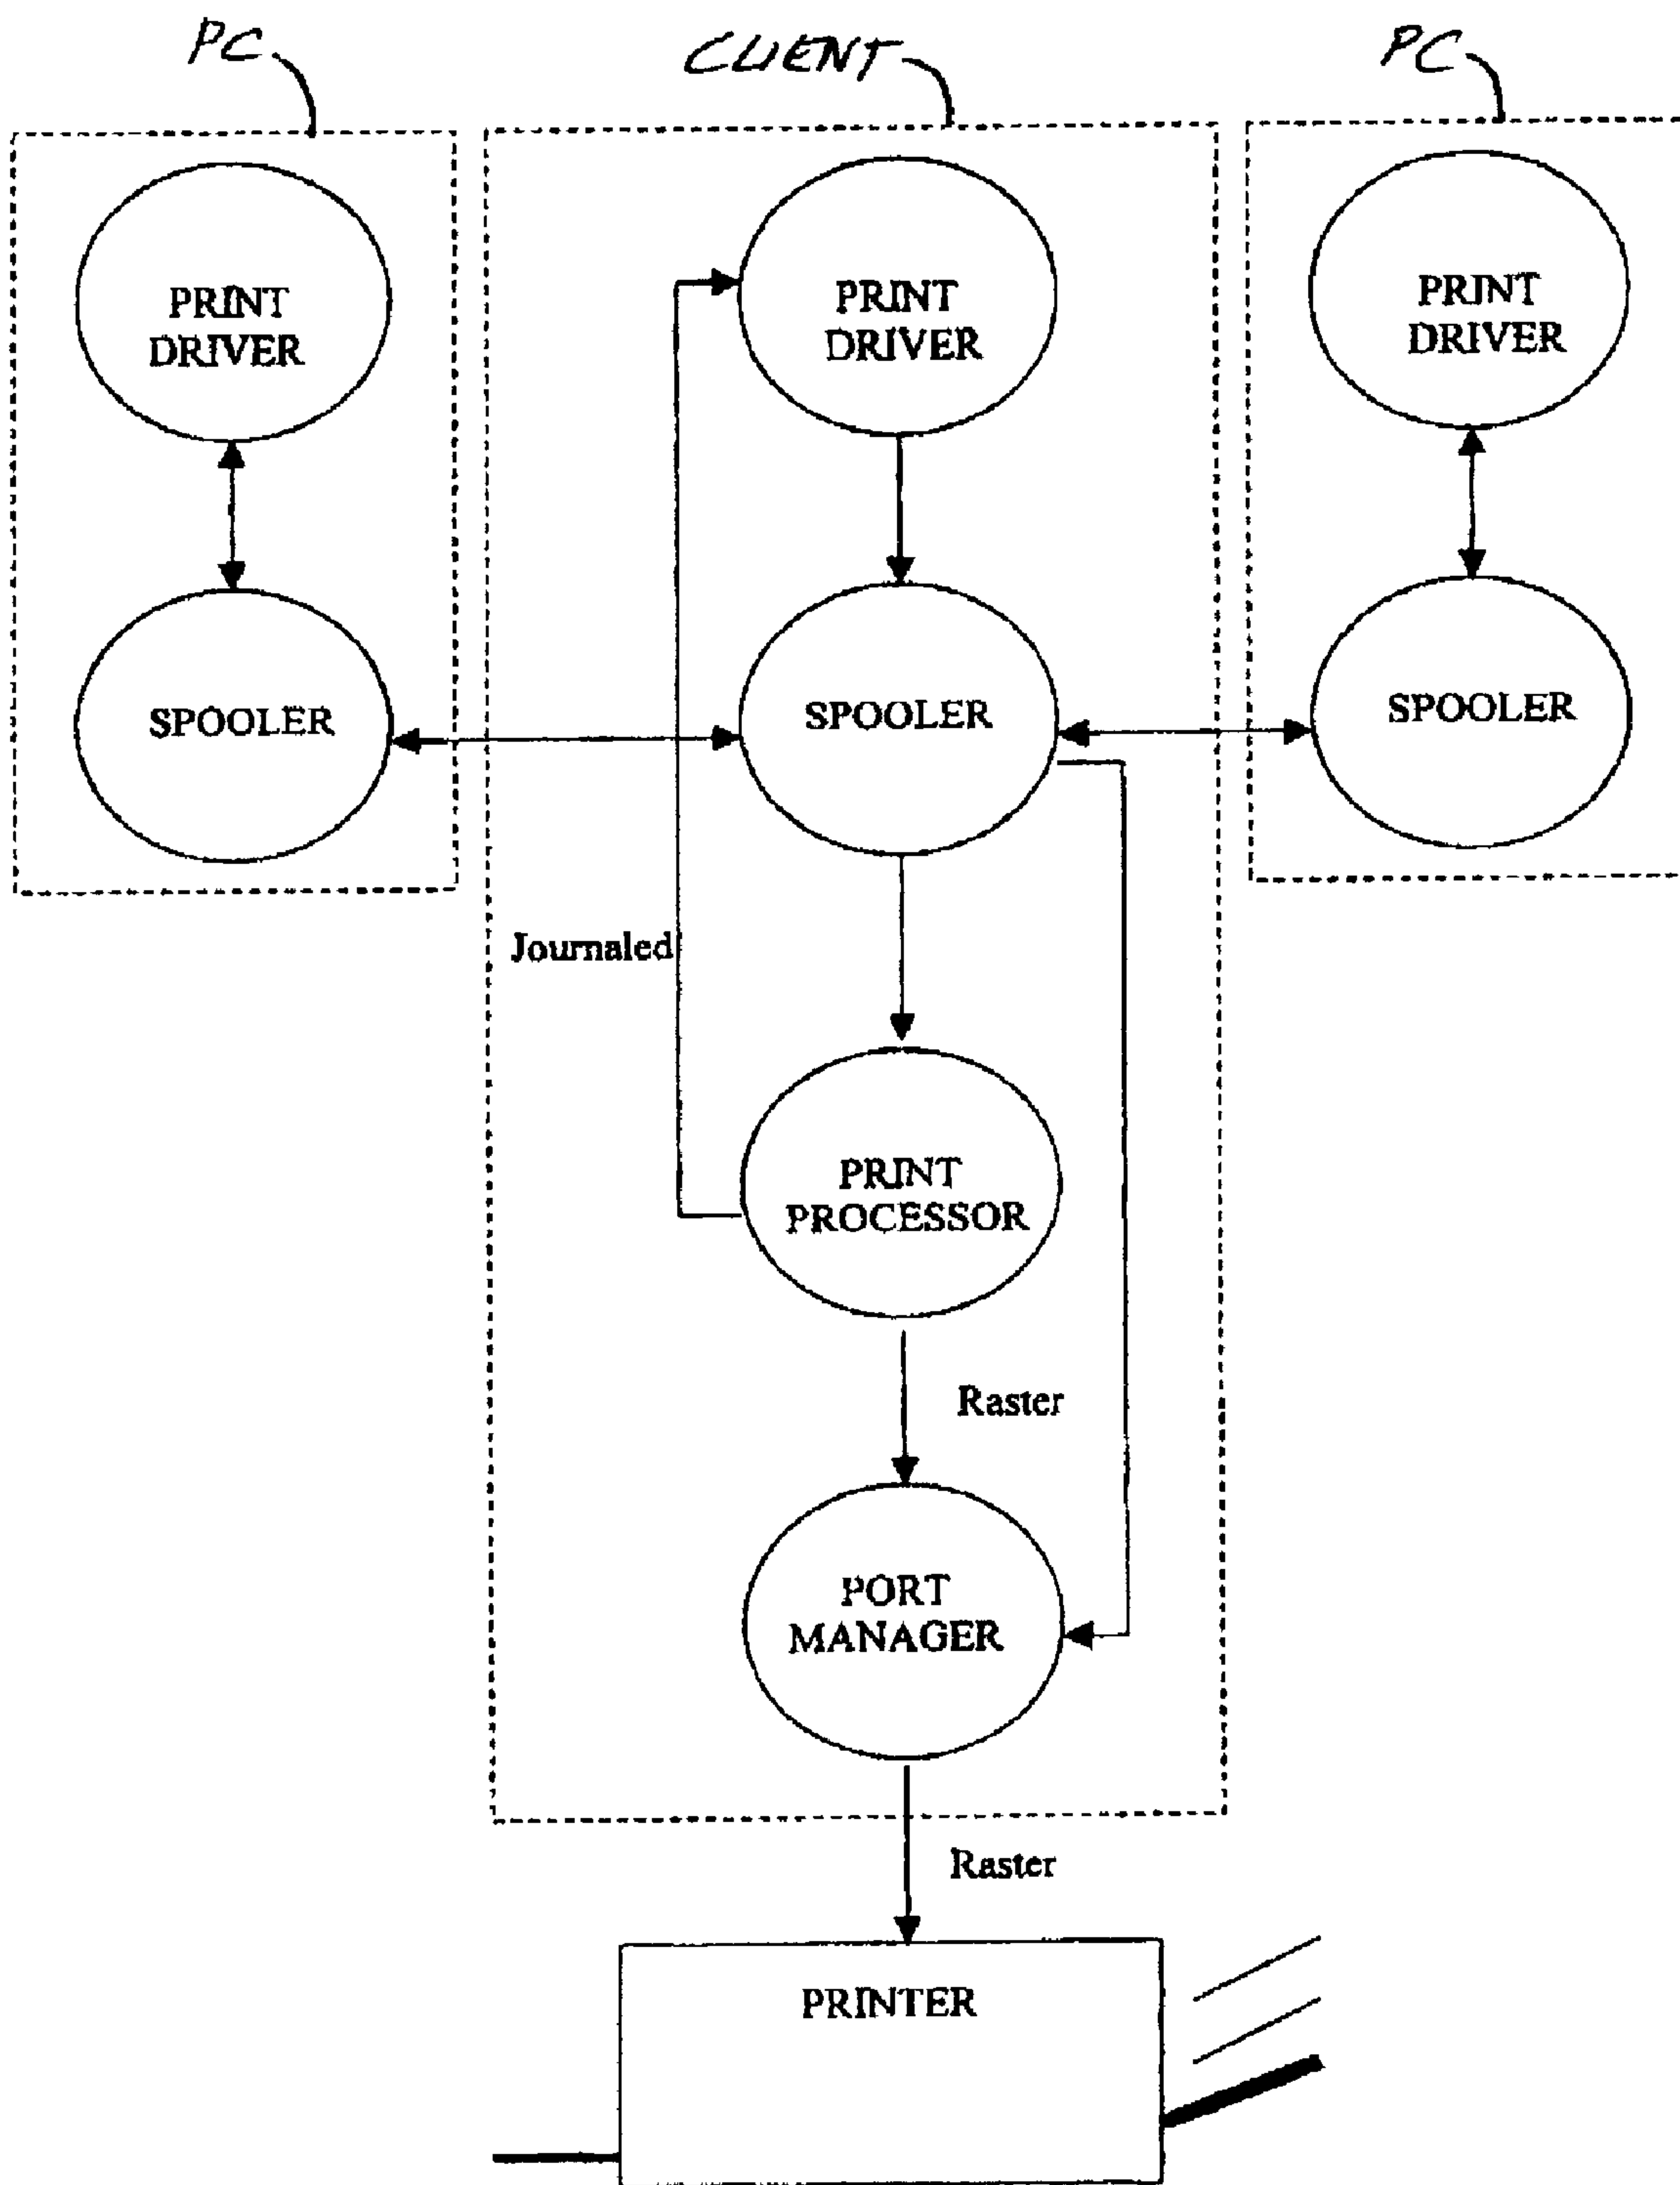 PC
CLIENT
PC
PRINT
DRIVER
PRINT
DRIVER
PRINT
DRIVER
SPOOLER
SPOOLER
SPOOLER
Journaled
PRINT
PROCESSOR
Raster
PORT
MANAGER
Raster
PRINTER